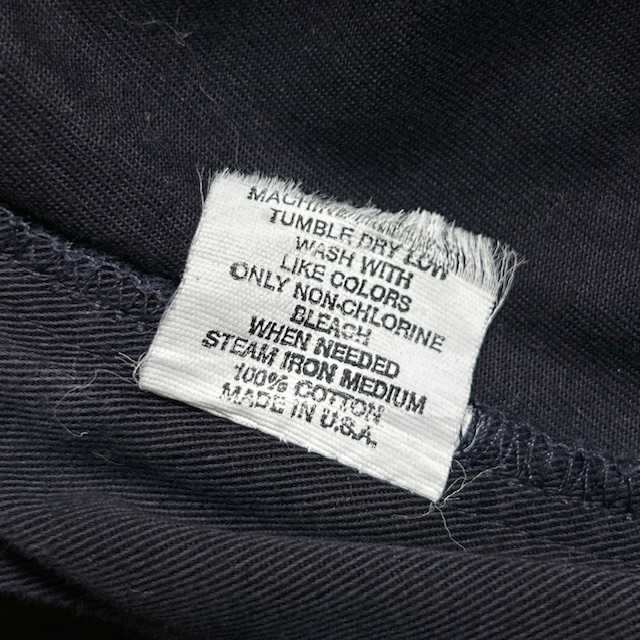 TUMBLE DRY LOW
WASH WITH
LIKE COLORS
ONLY NON-CHLORINE
BLEACH
WHEN NEEDED
STEAM IRON MEDIUM
100% COTTON
MADE IN U.S.A.